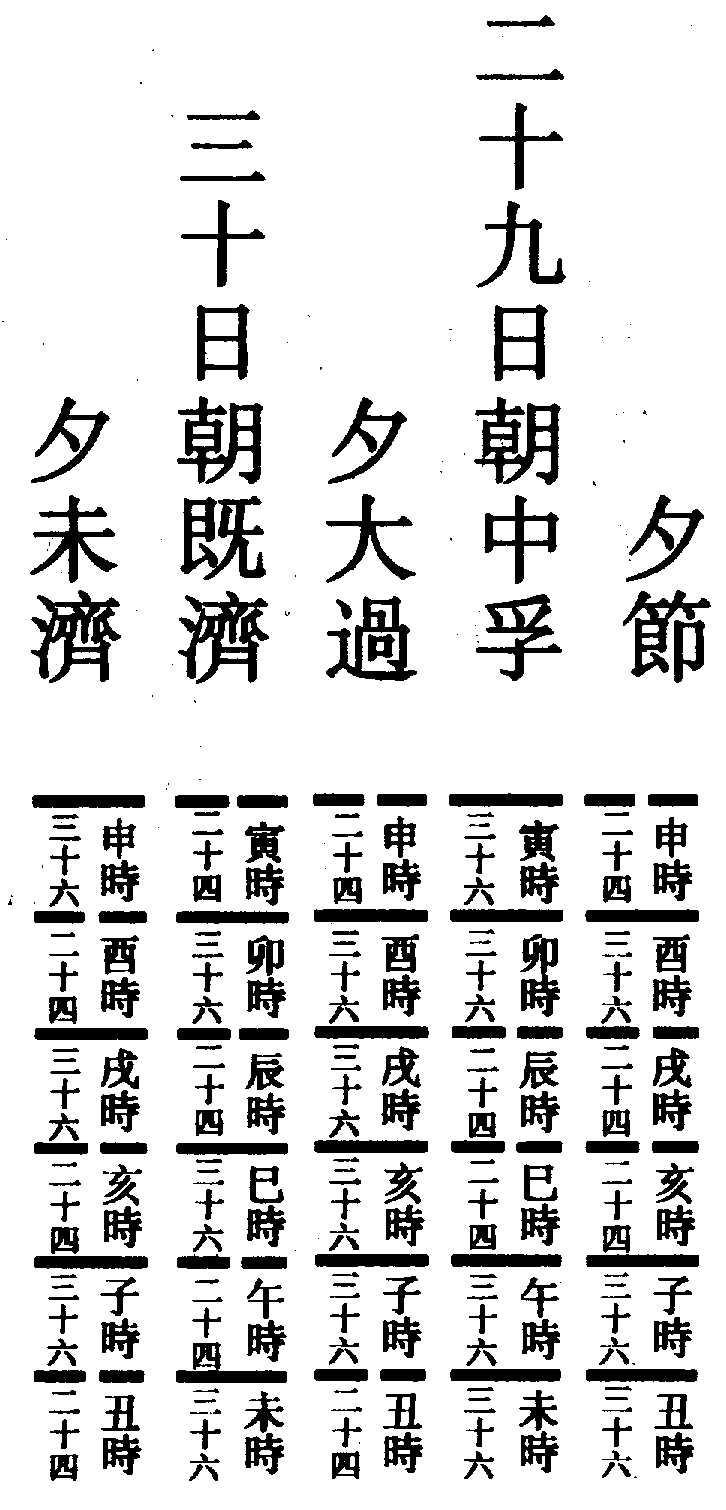 夕節
申時
二十四
酉時
三十六
戌時
二十四
亥時
二十四
子時
三十六
丑時
三十六
二十九日朝中孚
寅時
三十六
卯時
三十六
辰時
二十四
巳時
二十四
午時
三十六
未時
三十六
夕大過
申時
二十四
酉時
三十六
戌時
三十六
亥時
三十六
子時
三十六
丑時
二十四
三十日朝既濟
寅時
二十四
卯時
三十六
辰時
二十四
巳時
三十六
午時
二十四
未時
三十六
夕未濟
申時
三十六
酉時
二十四
戌時
三十六
亥時
二十四
子時
三十六
丑時
二十四